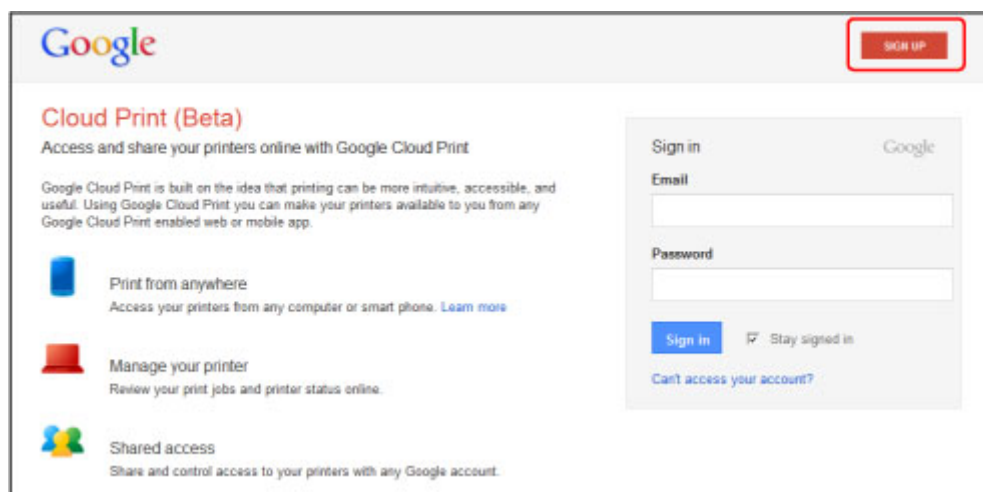 Google
SIGN UP
Cloud Print (Beta)
Access and share your printers online with Google Cloud Print
Google Cloud Print is built on the idea that printing can be more intuitive, accessible, and
useful. Using Google Cloud Print you can make your printers available to you from any
Google Cloud Print enabled web or mobile app.
Print from anywhere
Access your printers from any computer or smart phone. Learn more
Manage your printer
Review your print jobs and printer status online.
Shared access
Share and control access to your printers with any Google account.
Sign in Google
Email
Password
Sign in Stay signed in
Can't access your account?